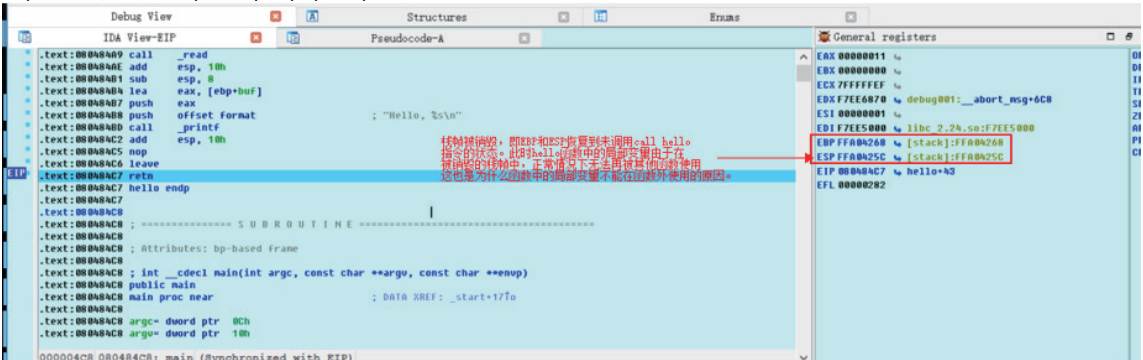 Debug View Structures Enums
IDA View-EIP Pseudocode-A General registers
.text:080484A9 call _read
.text:080484AE add esp, 10h
.text:080484B1 sub esp, 8
.text:080484B4 lea eax, [ebp+buf]
.text:080484B7 push eax
.text:080484B8 push offset format ; "Hello, %s\n"
.text:080484BD call _printf
.text:080484C2 add esp, 10h
.text:080484C5 nop
.text:080484C6 leave
EIP .text:080484C7 retn
.text:080484C7 hello endp
.text:080484C7
.text:080484C8
.text:080484C8 ; =============== S U B R O U T I N E =======================================
.text:080484C8
.text:080484C8 ; Attributes: bp-based frame
.text:080484C8
.text:080484C8 ; int __cdecl main(int argc, const char **argv, const char **envp)
.text:080484C8 public main
.text:080484C8 main proc near ; DATA XREF: _start+17↑o
.text:080484C8
.text:080484C8 argc= dword ptr 0Ch
.text:080484C8 argv= dword ptr 10h
000004C8 080484C8: main (Synchronized with EIP)
栈帧被销毁，即EBP和ESP恢复到未调用call hello
指令的状态。此时hello函数中的局部变量由于在
被销毁的栈帧中，正常情况下无法再被其他函数使用
这也是为什么函数中的局部变量不能在函数外使用的原因。
EAX 00000011
EBX 00000000
ECX 7FFFFFEF
EDX F7EE6870 debug001:__abort_msg+6C8
ESI 00000001
EDI F7EE5000 libc_2.24.so:F7EE5000
EBP FFA04268 [stack]:FFA04268
ESP FFA0425C [stack]:FFA0425C
EIP 080484C7 hello+43
EFL 00000282